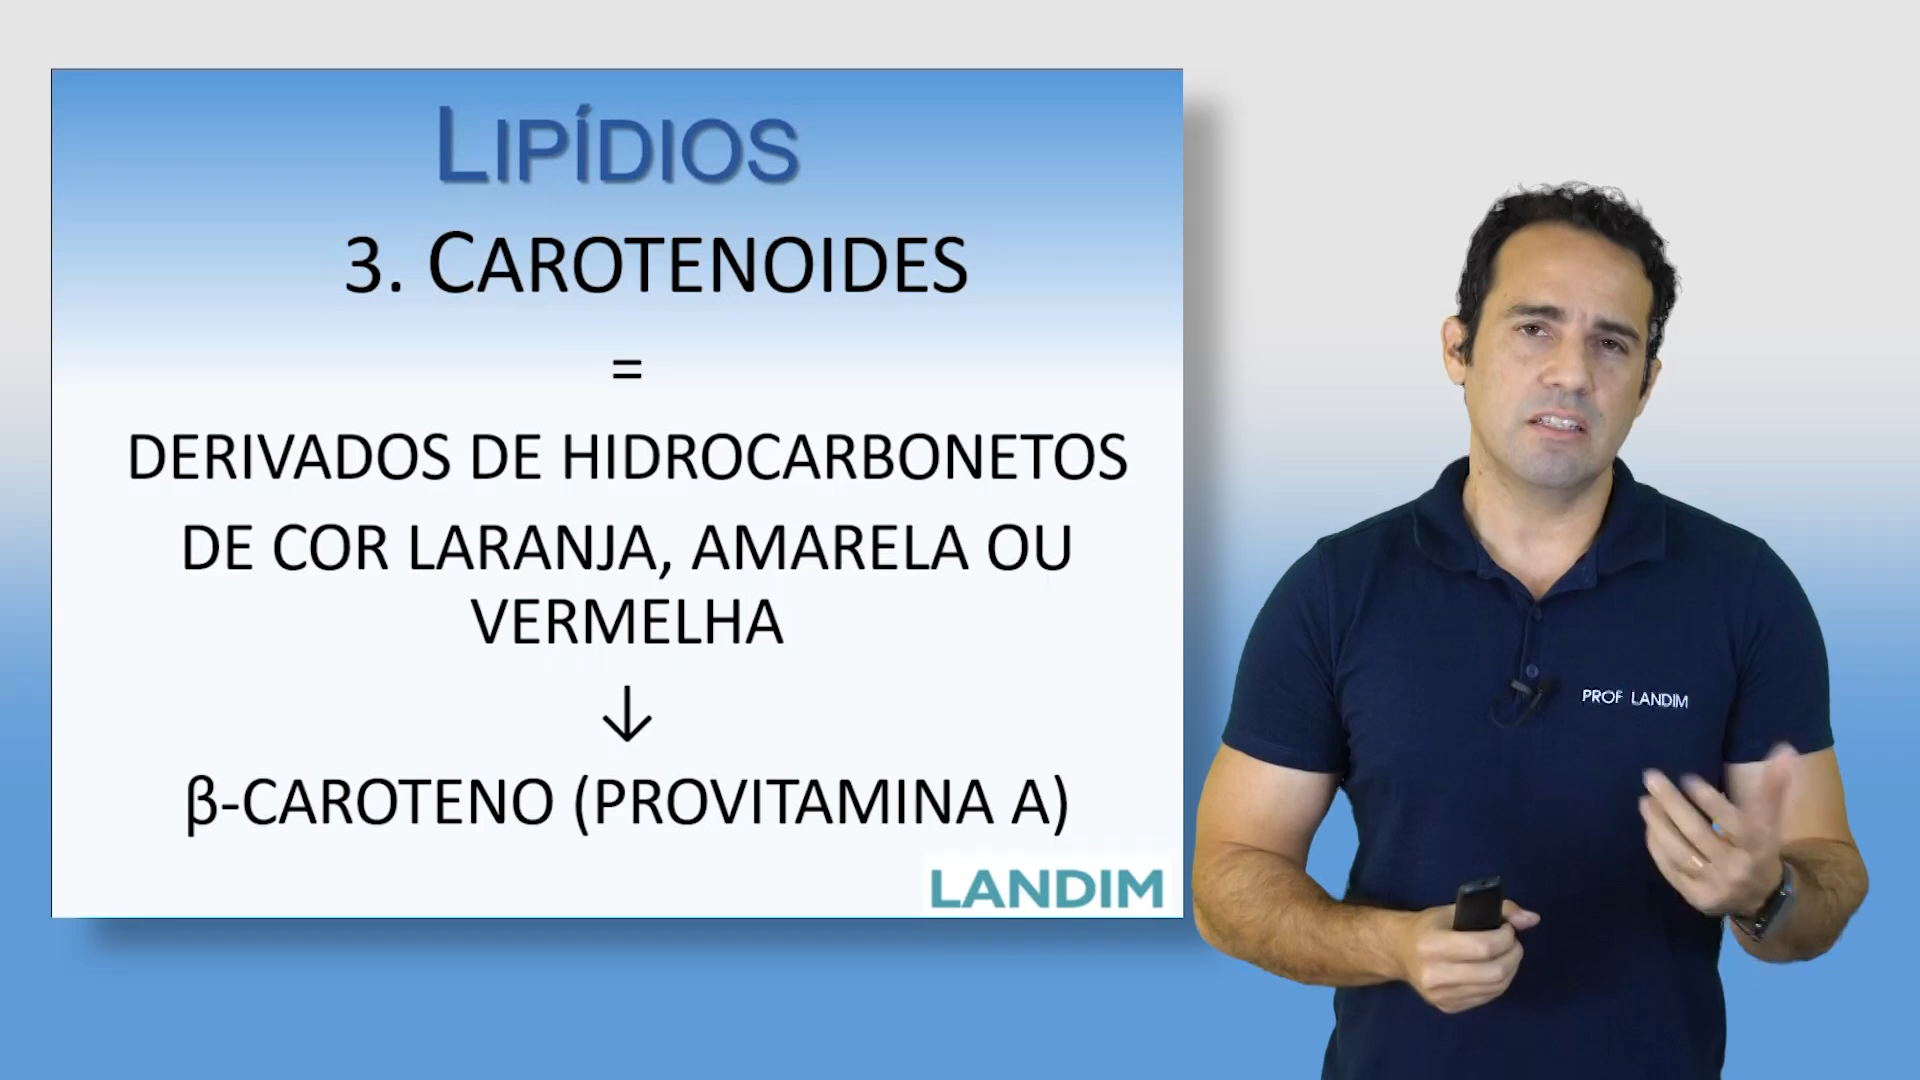 LIPÍDIOS
3. CAROTENOIDES
=
DERIVADOS DE HIDROCARBONETOS
DE COR LARANJA, AMARELA OU
VERMELHA
↓
β-CAROTENO (PROVITAMINA A)
LANDIM
PROF LANDIM